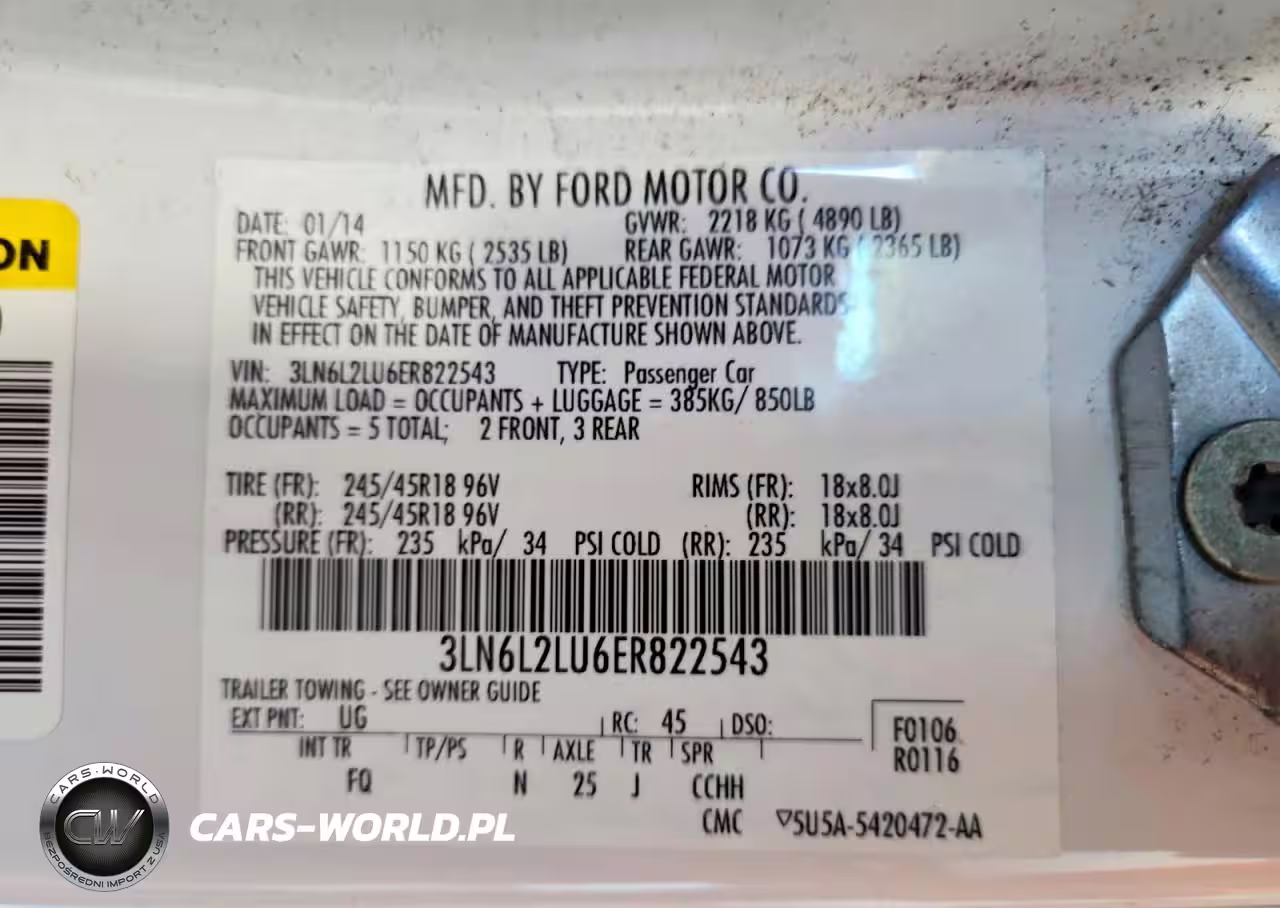 MFD. BY FORD MOTOR CO.
DATE: 01/14 GVWR: 2218 KG ( 4890 LB)
FRONT GAWR: 1150 KG ( 2535 LB) REAR GAWR: 1073 KG ( 2365 LB)
THIS VEHICLE CONFORMS TO ALL APPLICABLE FEDERAL MOTOR
VEHICLE SAFETY, BUMPER, AND THEFT PREVENTION STANDARDS
IN EFFECT ON THE DATE OF MANUFACTURE SHOWN ABOVE.
ON
VIN: 3LN6L2LU6ER822543 TYPE: Passenger Car
MAXIMUM LOAD = OCCUPANTS + LUGGAGE = 385KG/ 850LB
OCCUPANTS = 5 TOTAL; 2 FRONT, 3 REAR
TIRE (FR): 245/45R18 96V RIMS (FR): 18x8.0J
(RR): 245/45R18 96V (RR): 18x8.0J
PRESSURE (FR): 235 kPa/ 34 PSI COLD (RR): 235 kPa/ 34 PSI COLD
3LN6L2LU6ER822543
TRAILER TOWING - SEE OWNER GUIDE
EXT PNT: UG RC: 45 DSO: F0106
INT TR TP/PS R AXLE TR SPR R0116
FQ N 25 J CCHH
CMC ▽5U5A-5420472-AA
CARS-WORLD
CW
BEZPOŚREDNI IMPORT Z USA
CARS-WORLD.PL